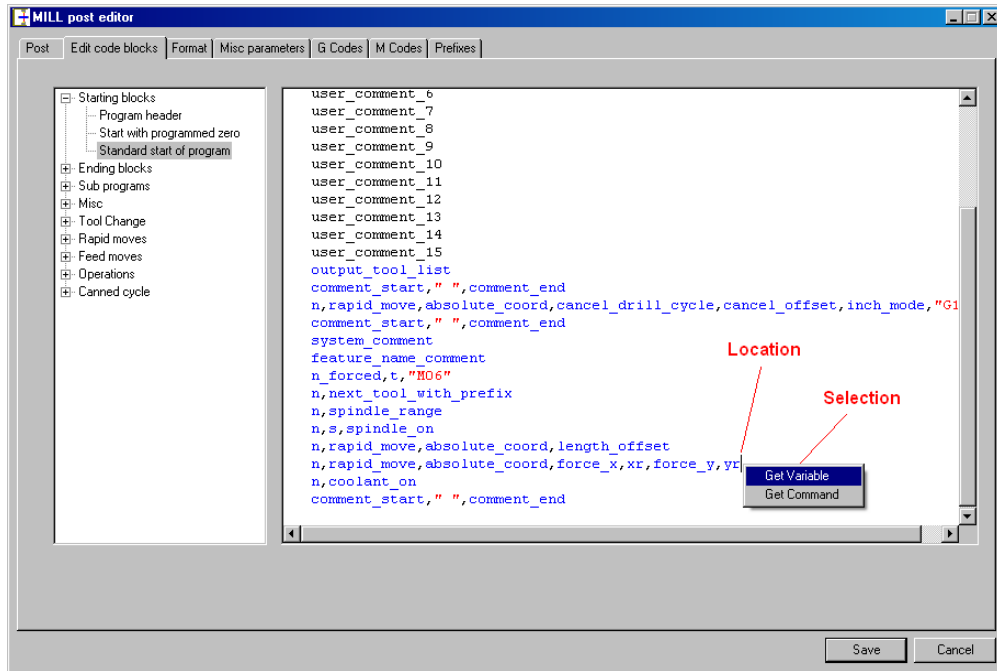 MILL post editor
Post Edit code blocks Format Misc parameters G Codes M Codes Prefixes
Starting blocks
Program header
Start with programmed zero
Standard start of program
Ending blocks
Sub programs
Misc
Tool Change
Rapid moves
Feed moves
Operations
Canned cycle
user_comment_6
user_comment_7
user_comment_8
user_comment_9
user_comment_10
user_comment_11
user_comment_12
user_comment_13
user_comment_14
user_comment_15
output_tool_list
comment_start," ",comment_end
n,rapid_move,absolute_coord,cancel_drill_cycle,cancel_offset,inch_mode,"G1
comment_start," ",comment_end
system_comment
feature_name_comment
n_forced,t,"M06"
n,next_tool_with_prefix
n,spindle_range
n,s,spindle_on
n,rapid_move,absolute_coord,length_offset
n,rapid_move,absolute_coord,force_x,xr,force_y,yr
n,coolant_on
comment_start," ",comment_end
Location
Selection
Get Variable
Get Command
Save Cancel